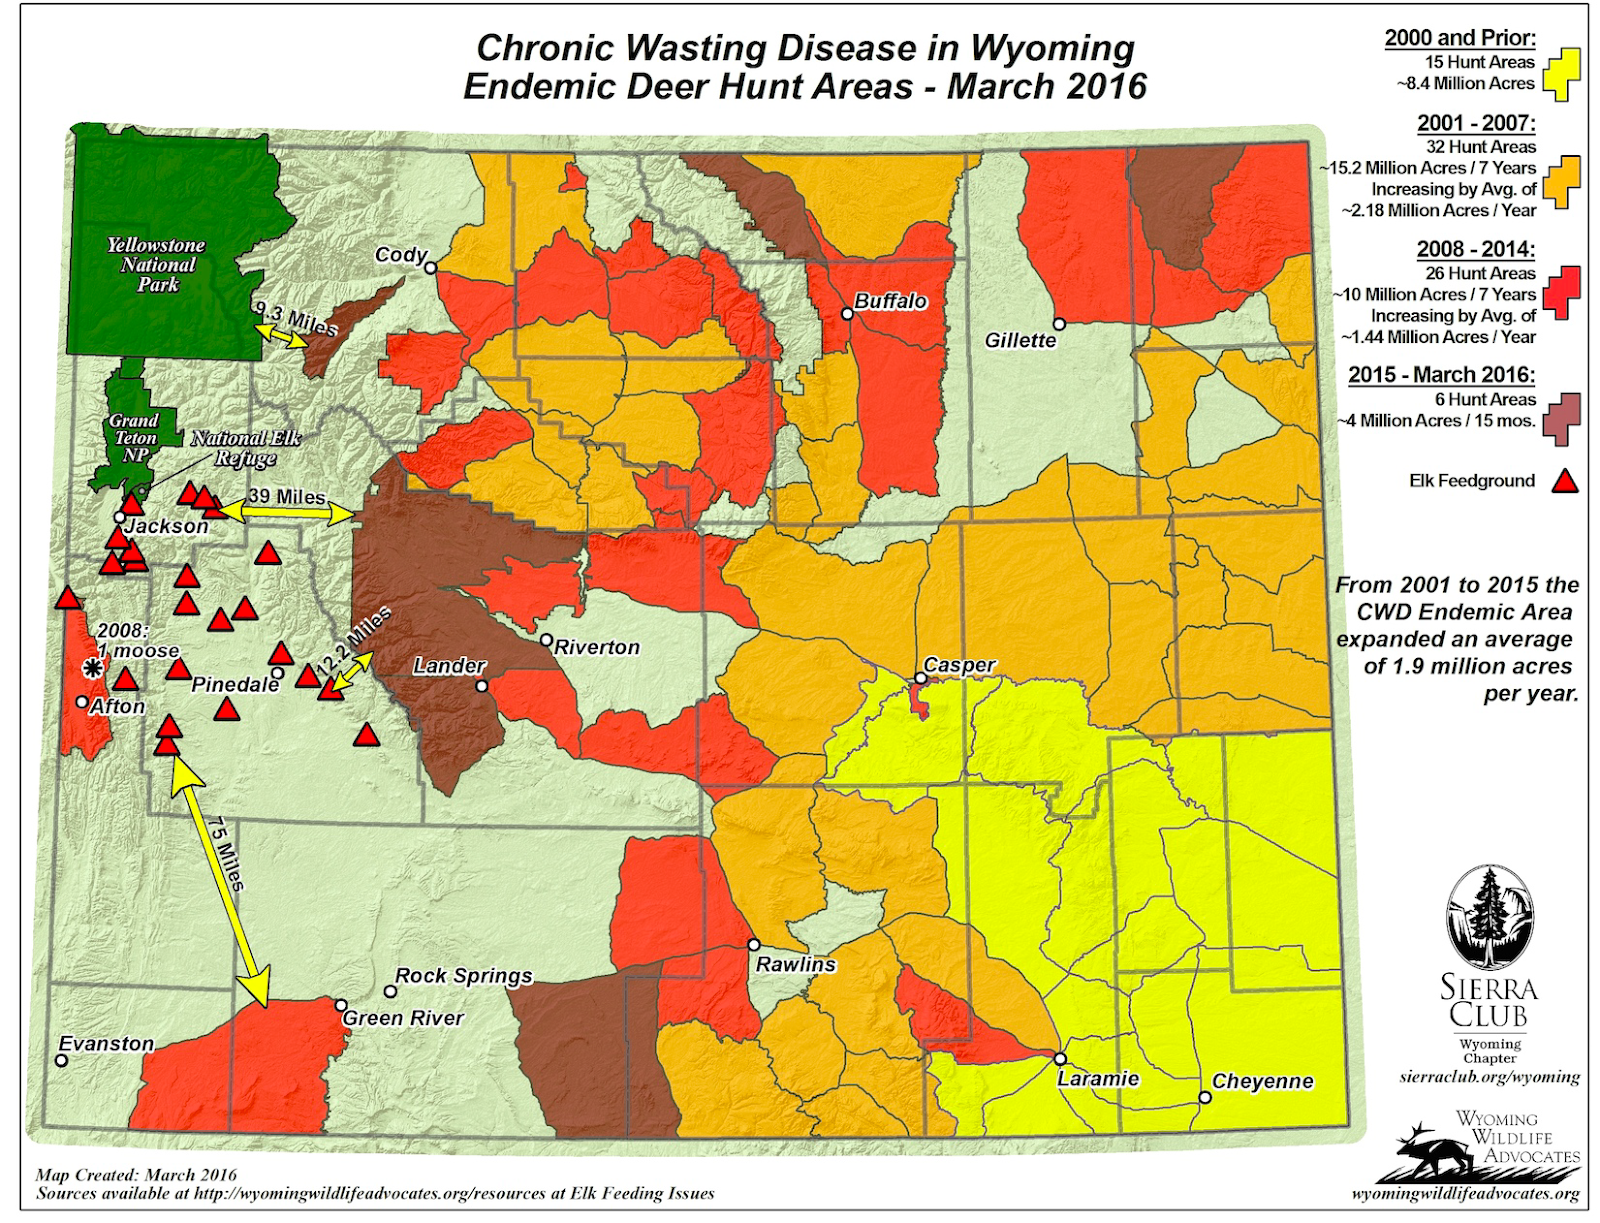 Chronic Wasting Disease in Wyoming
Endemic Deer Hunt Areas - March 2016
2000 and Prior:
15 Hunt Areas
~8.4 Million Acres
2001 - 2007:
32 Hunt Areas
~15.2 Million Acres / 7 Years
Increasing by Avg. of
~2.18 Million Acres / Year
2008 - 2014:
26 Hunt Areas
~10 Million Acres / 7 Years
Increasing by Avg. of
~1.44 Million Acres / Year
2015 - March 2016:
6 Hunt Areas
~4 Million Acres / 15 mos.
Elk Feedground
From 2001 to 2015 the
CWD Endemic Area
expanded an average
of 1.9 million acres
per year.
Yellowstone
National
Park
Cody
9.3 Miles
Buffalo
Gillette
Grand
Teton
NP
National Elk
Refuge
39 Miles
Jackson
2008:
1 moose
12.2 Miles
Riverton
Lander
Pinedale
Casper
Afton
75 Miles
Rawlins
Rock Springs
Green River
Evanston
Laramie
Cheyenne
SIERRA
CLUB
Wyoming
Chapter
sierraclub.org/wyoming
WYOMING
WILDLIFE
ADVOCATES
wyomingwildlifeadvocates.org
Map Created: March 2016
Sources available at http://wyomingwildlifeadvocates.org/resources at Elk Feeding Issues